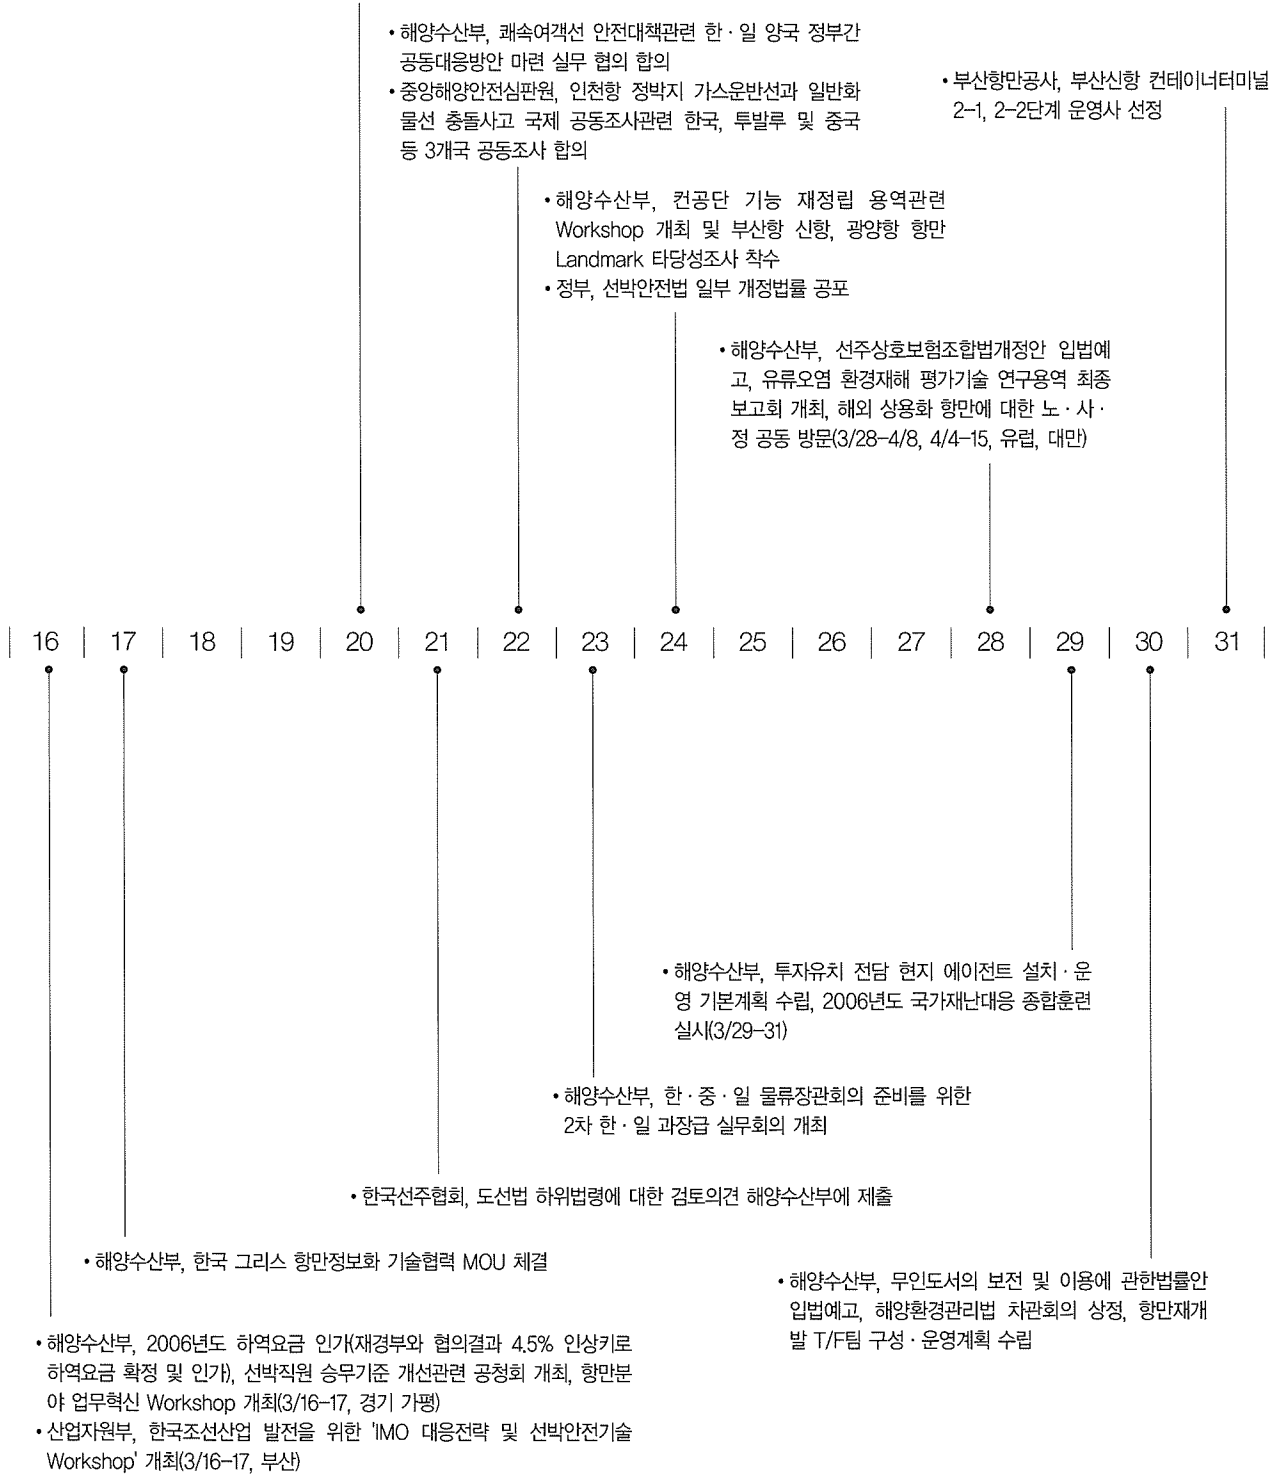 • 해양수산부, 쾌속여객선 안전대책관련 한 · 일 양국 정부간
공동대응방안 마련 실무 협의 합의
• 중앙해양안전심판원, 인천항 정박지 가스운반선과 일반화
물선 충돌사고 국제 공동조사관련 한국, 투발루 및 중국
등 3개국 공동조사 합의
• 부산항만공사, 부산신항 컨테이너터미널
2-1, 2-2단계 운영사 선정
• 해양수산부, 컨공단 기능 재정립 용역관련
Workshop 개최 및 부산항 신항, 광양항 항만
Landmark 타당성조사 착수
• 정부, 선박안전법 일부 개정법률 공포
• 해양수산부, 선주상호보험조합법개정안 입법예
고, 유류오염 환경재해 평가기술 연구용역 최종
보고회 개최, 해외 상용화 항만에 대한 노 · 사 ·
정 공동 방문(3/28-4/8, 4/4-15, 유럽, 대만)
16 17 18 19 20 21 22 23 24 25 26 27 28 29 30 31
• 해양수산부, 투자유치 전담 현지 에이전트 설치 · 운
영 기본계획 수립, 2006년도 국가재난대응 종합훈련
실시(3/29-31)
• 해양수산부, 한 · 중 · 일 물류장관회의 준비를 위한
2차 한 · 일 과장급 실무회의 개최
• 한국선주협회, 도선법 하위법령에 대한 검토의견 해양수산부에 제출
• 해양수산부, 한국 그리스 항만정보화 기술협력 MOU 체결
• 해양수산부, 무인도서의 보전 및 이용에 관한법률안
입법예고, 해양환경관리법 차관회의 상정, 항만재개
발 T/F팀 구성 · 운영계획 수립
• 해양수산부, 2006년도 하역요금 인가(재경부와 협의결과 4.5% 인상키로
하역요금 확정 및 인가), 선박직원 승무기준 개선관련 공청회 개최, 항만분
야 업무혁신 Workshop 개최(3/16-17, 경기 가평)
• 산업자원부, 한국조선산업 발전을 위한 'IMO 대응전략 및 선박안전기술
Workshop' 개최(3/16-17, 부산)